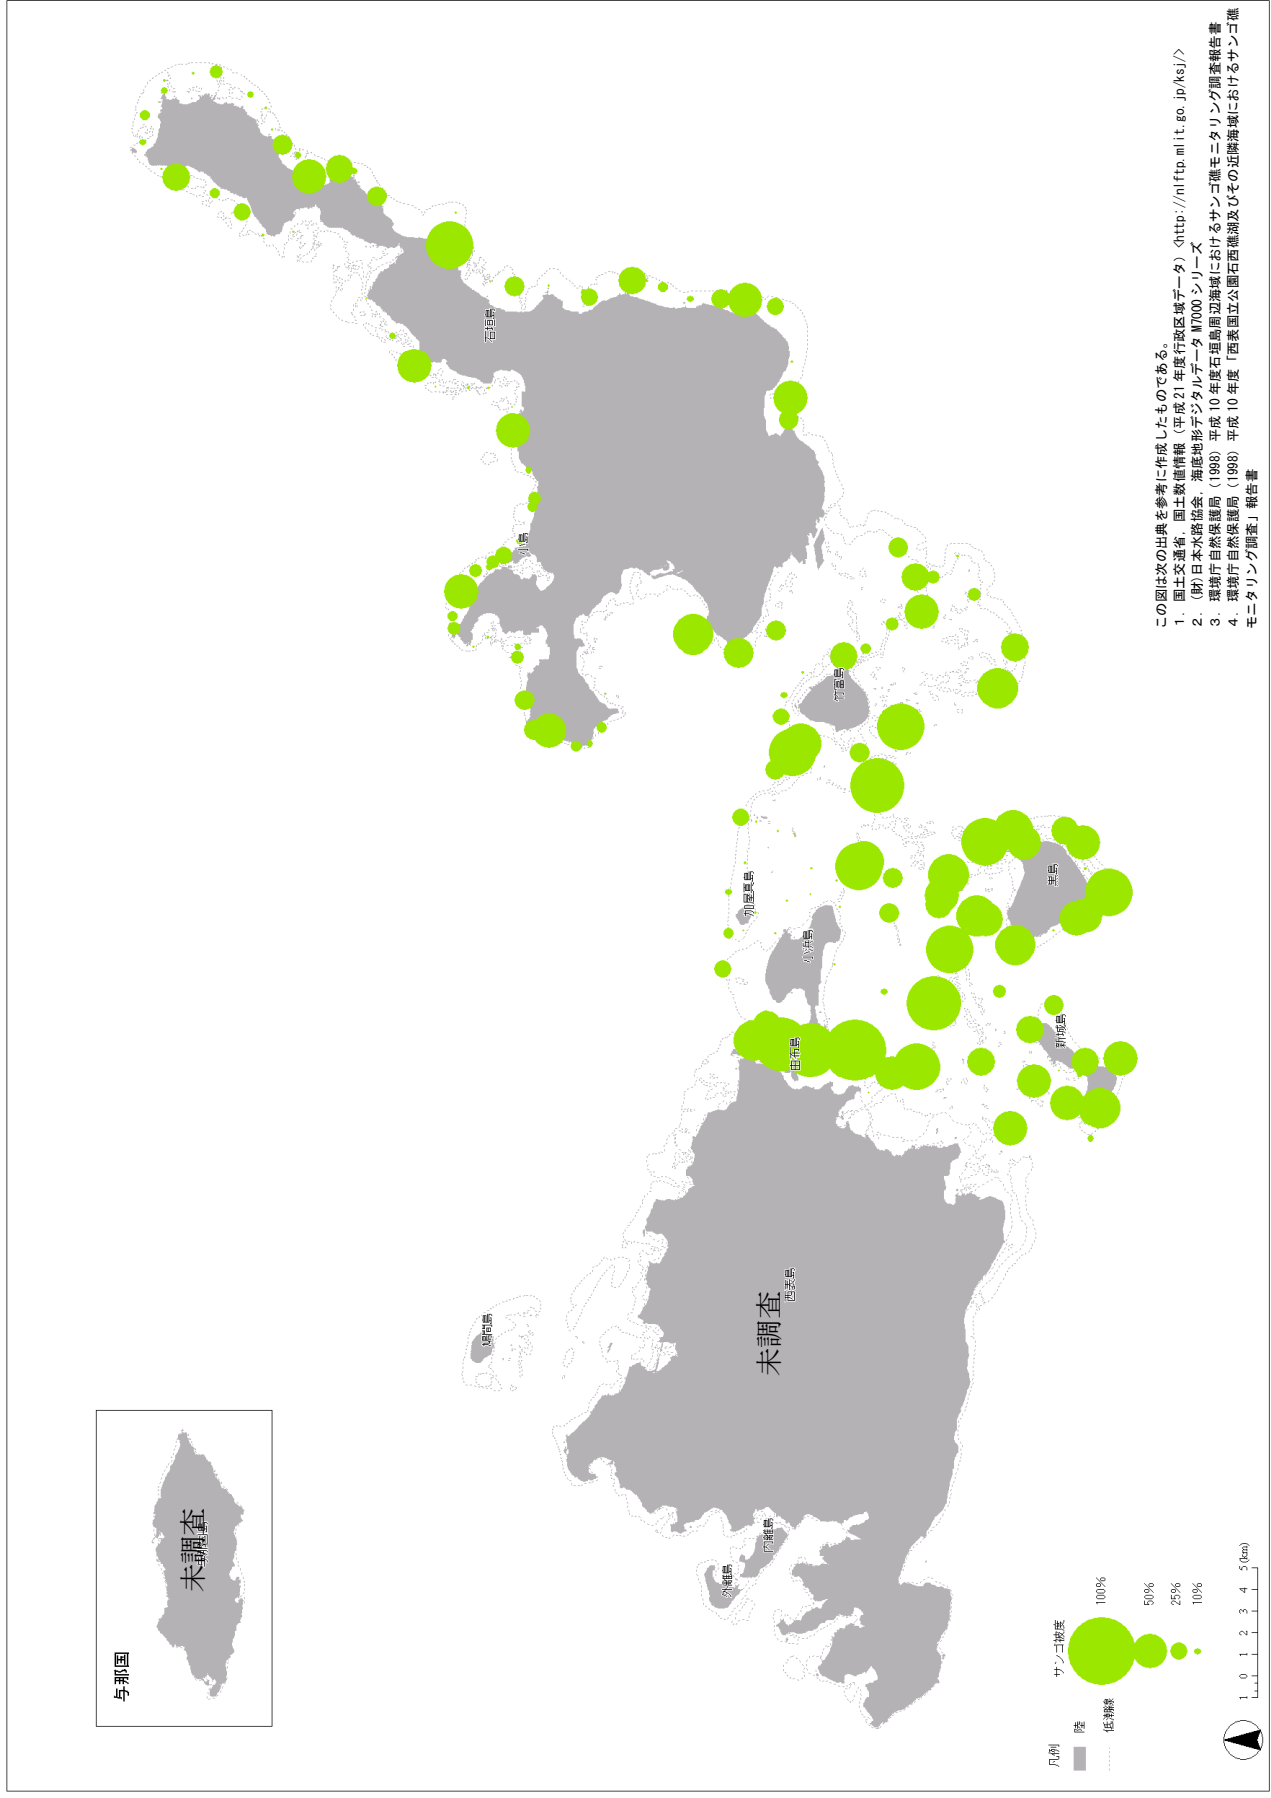 与那国
未調査
鳩間島
外離島
内離島
未調査
西表島
由布島
小浜島
加屋真島
新城島
黒島
竹富島
小島
石垣島
凡例
陸
低潮線
サンゴ被度
100%
50%
25%
10%
1 0 1 2 3 4 5 (km)
この図は次の出典を参考に作成したものである。
1. 国土交通省. 国土数値情報（平成21年度行政区域データ）<http://nlftp.mlit.go.jp/ksj/>
2. (財)日本水路協会. 海底地形デジタルデータ M7000 シリーズ
3. 環境庁自然保護局 (1998) 平成10年度石垣島周辺海域におけるサンゴ礁モニタリング調査報告書
4. 環境庁自然保護局 (1998) 平成10年度「西表国立公園石西礁湖及びその近隣海域におけるサンゴ礁
モニタリング調査」報告書